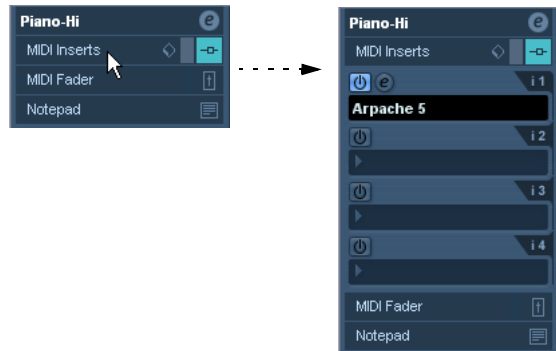 Piano-Hi e
MIDI Inserts
MIDI Fader
Notepad
Piano-Hi e
MIDI Inserts
e i 1
Arpache 5
i 2
i 3
i 4
MIDI Fader
Notepad